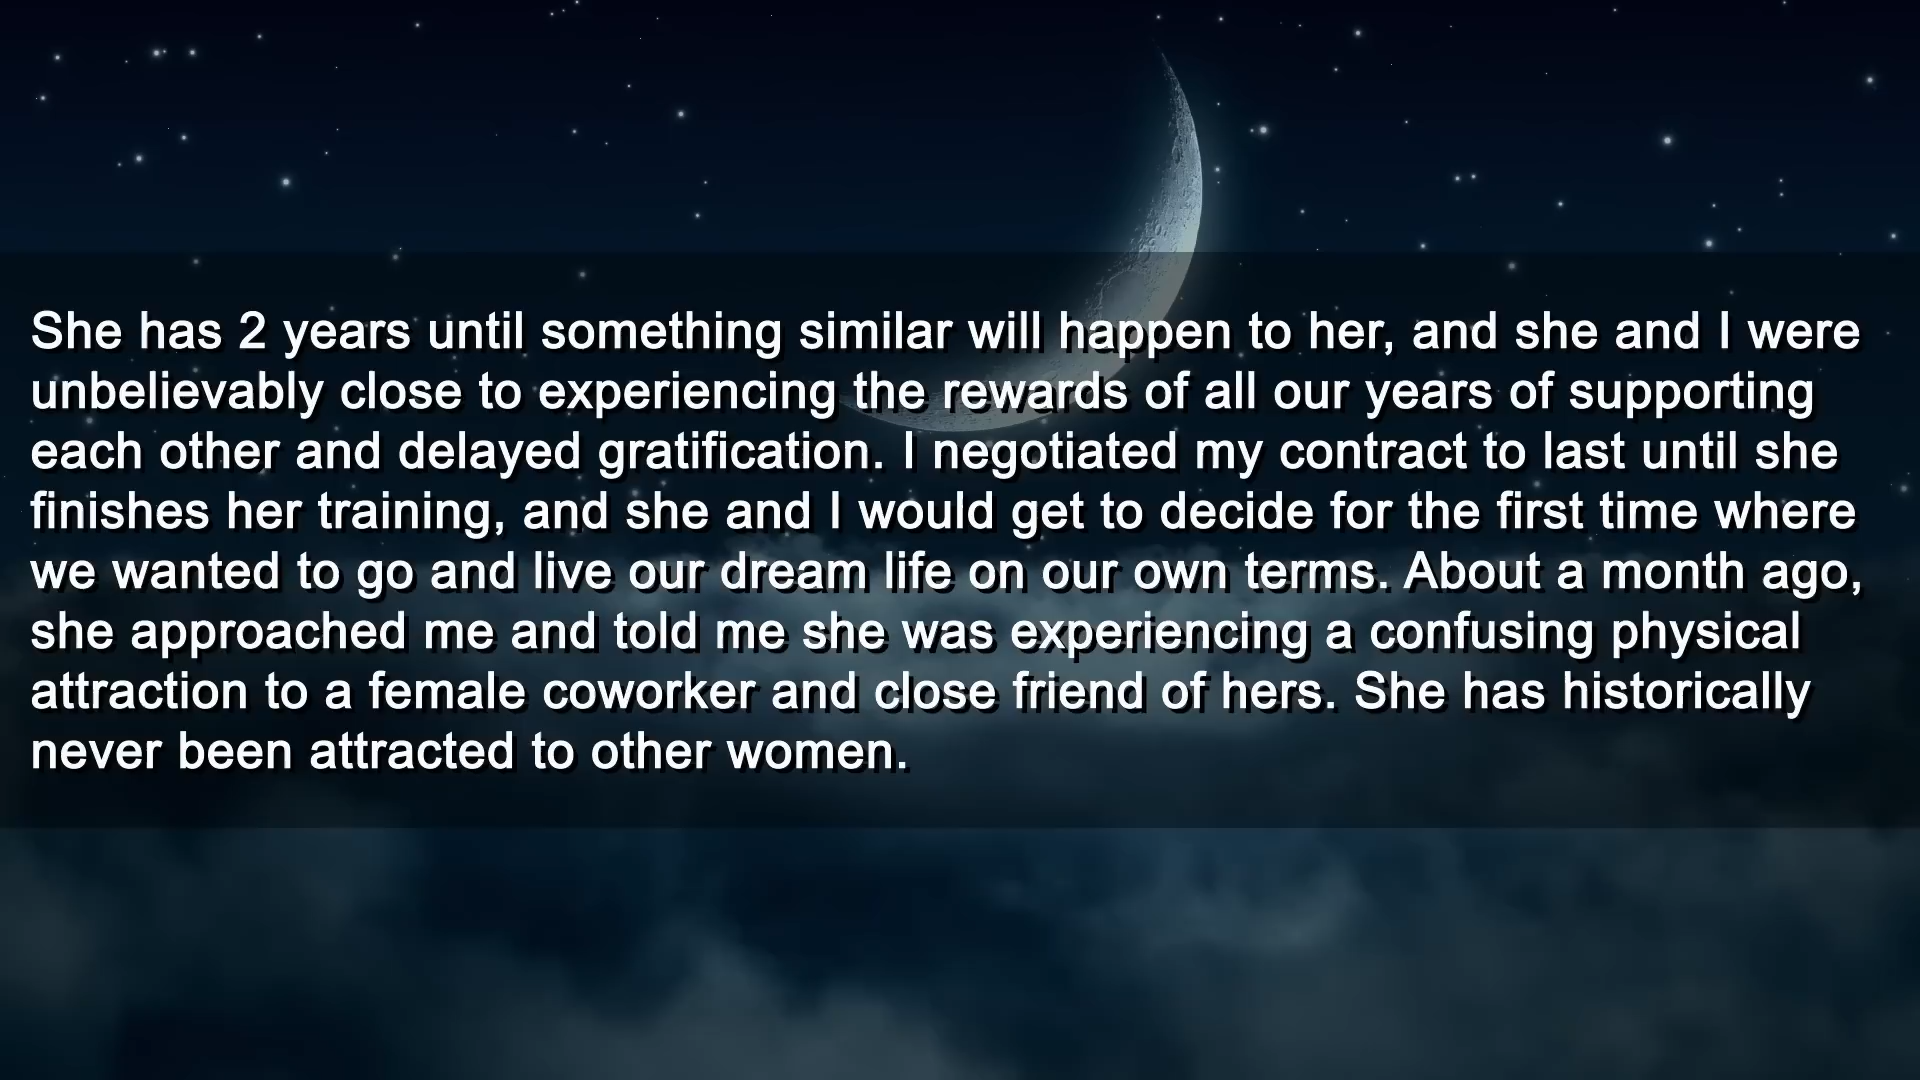 She has 2 years until something similar will happen to her, and she and I were
unbelievably close to experiencing the rewards of all our years of supporting
each other and delayed gratification. I negotiated my contract to last until she
finishes her training, and she and I would get to decide for the first time where
we wanted to go and live our dream life on our own terms. About a month ago,
she approached me and told me she was experiencing a confusing physical
attraction to a female coworker and close friend of hers. She has historically
never been attracted to other women.